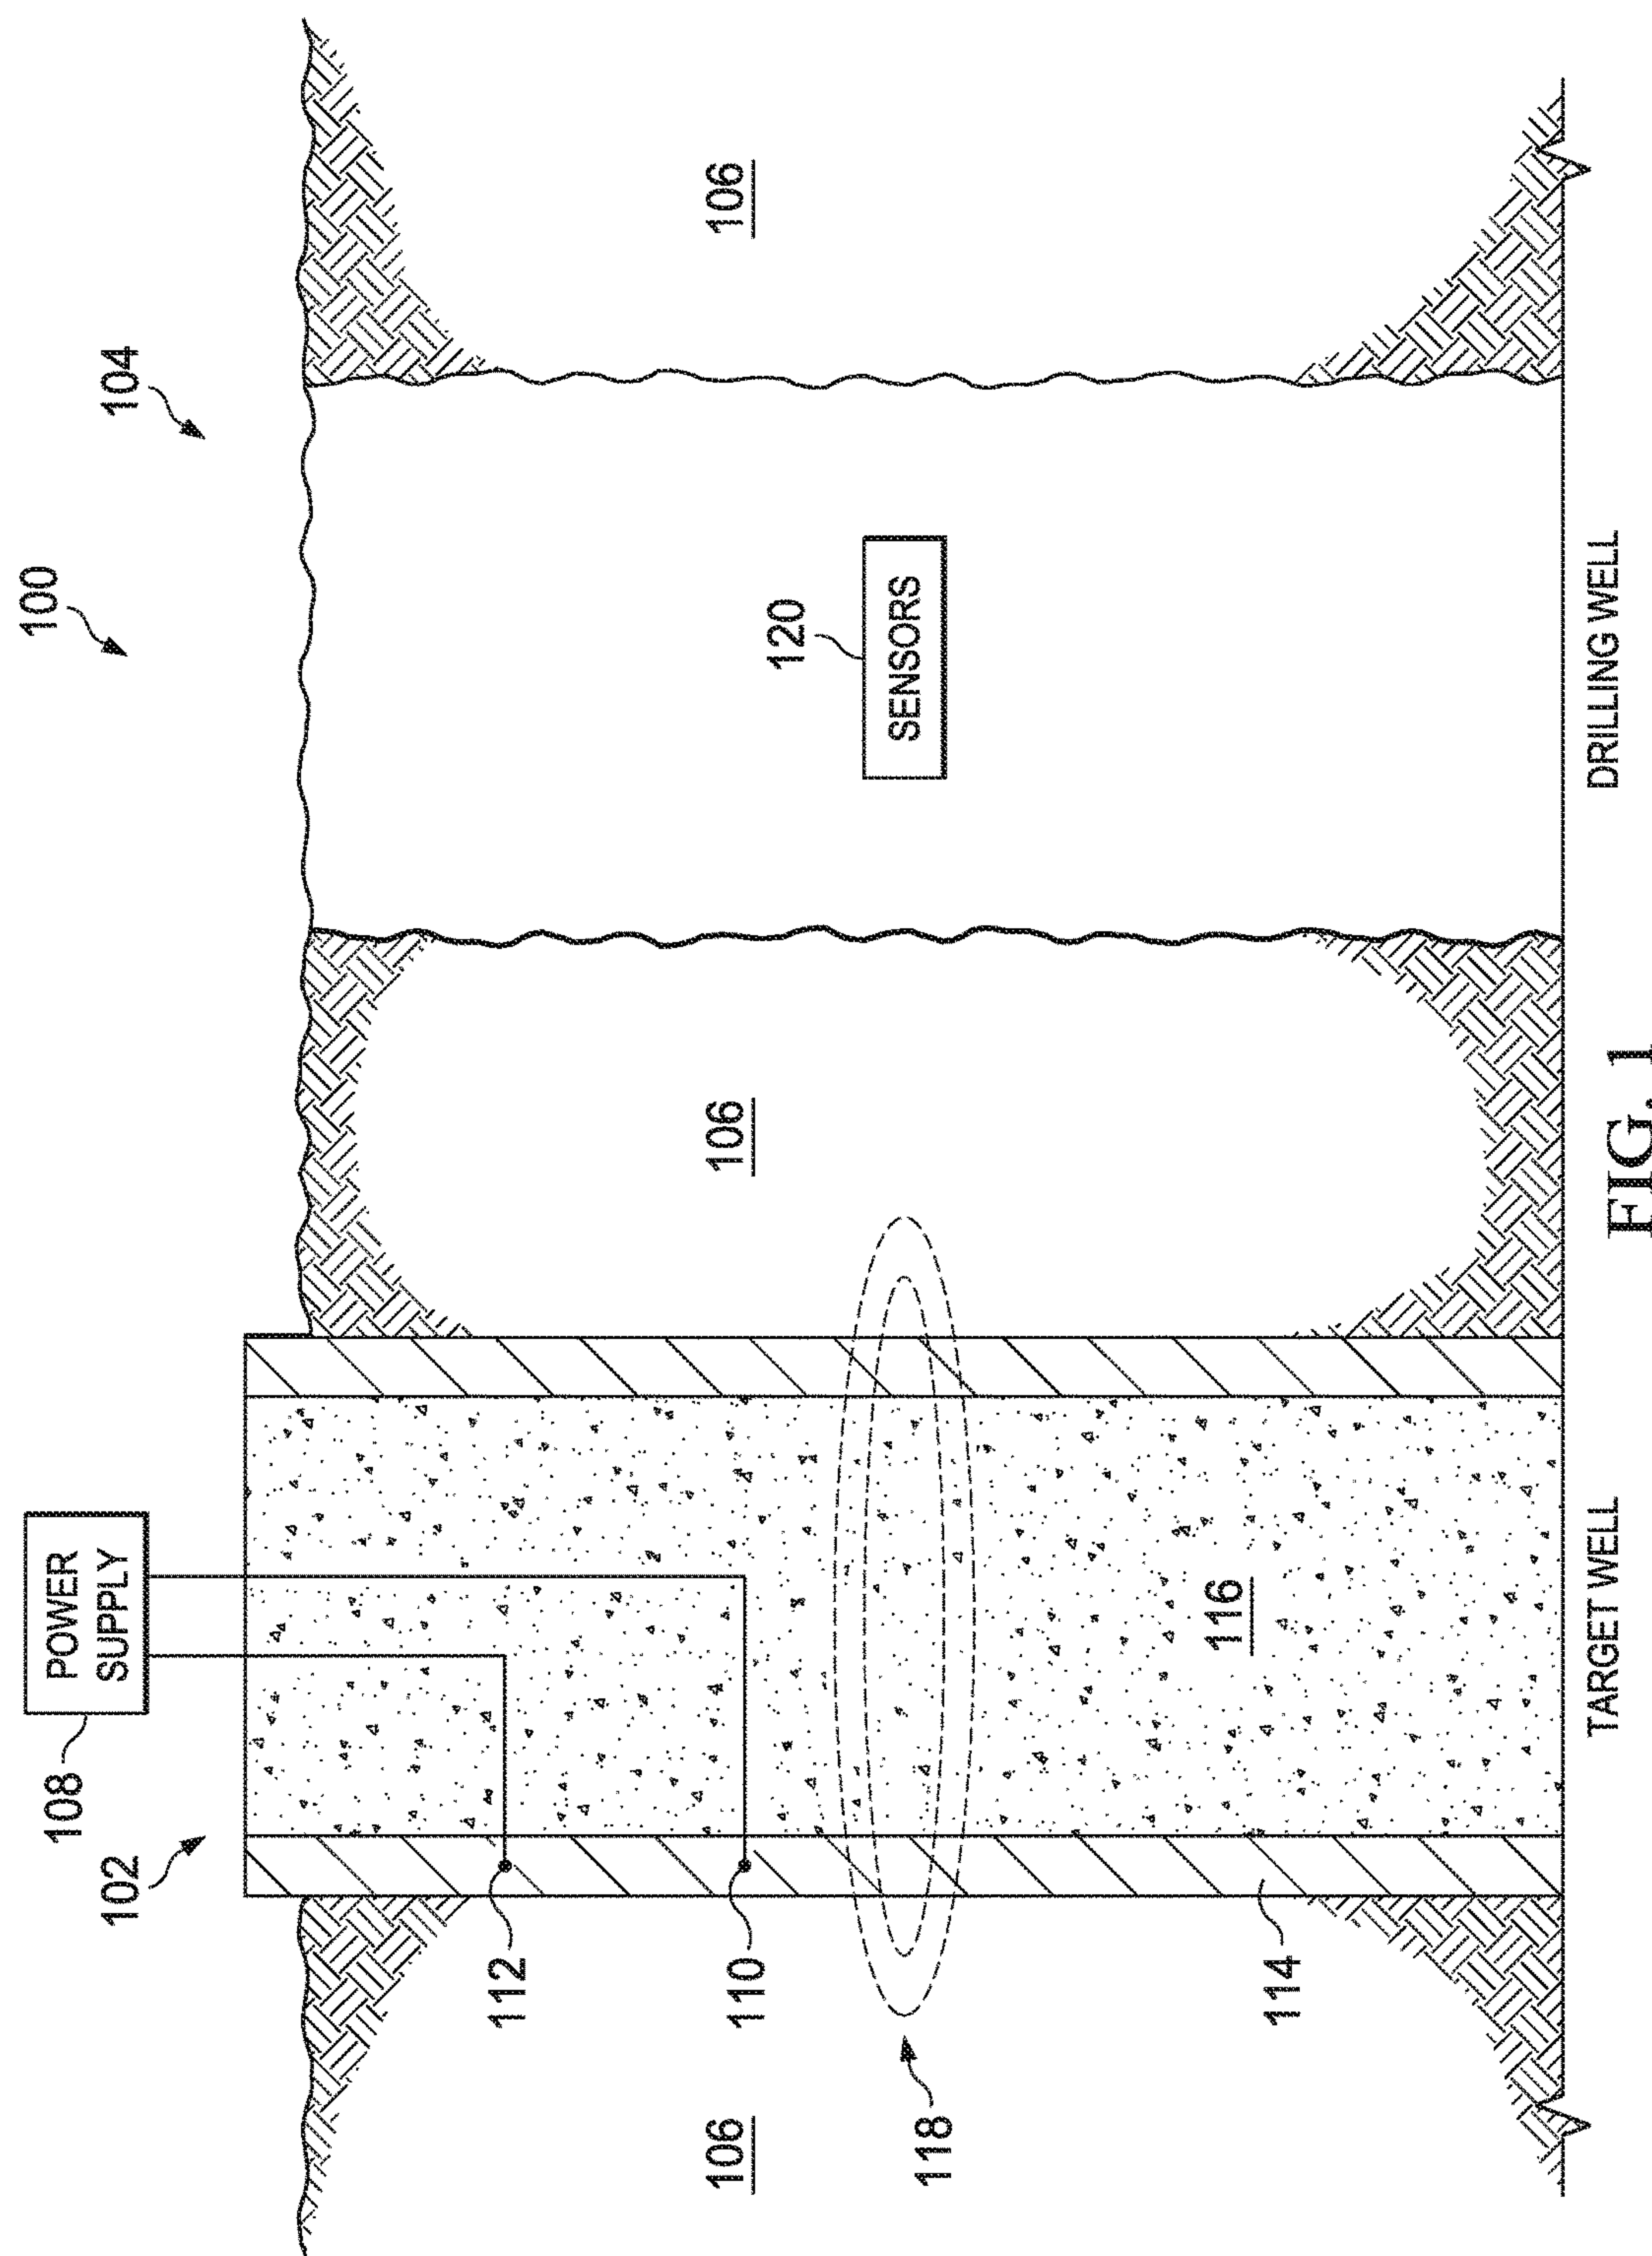 100
102
104
108
POWER
SUPPLY
112
110
106
106
106
120
SENSORS
118
116
114
TARGET WELL
DRILLING WELL
FIG. 1